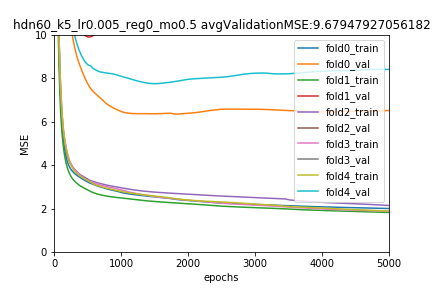 hdn60_k5_lr0.005_reg0_mo0.5 avgValidationMSE:9.67947927056182
10
8
6
4
2
0
MSE
fold0_train
fold0_val
fold1_train
fold1_val
fold2_train
fold2_val
fold3_train
fold3_val
fold4_train
fold4_val
0 1000 2000 3000 4000 5000
epochs